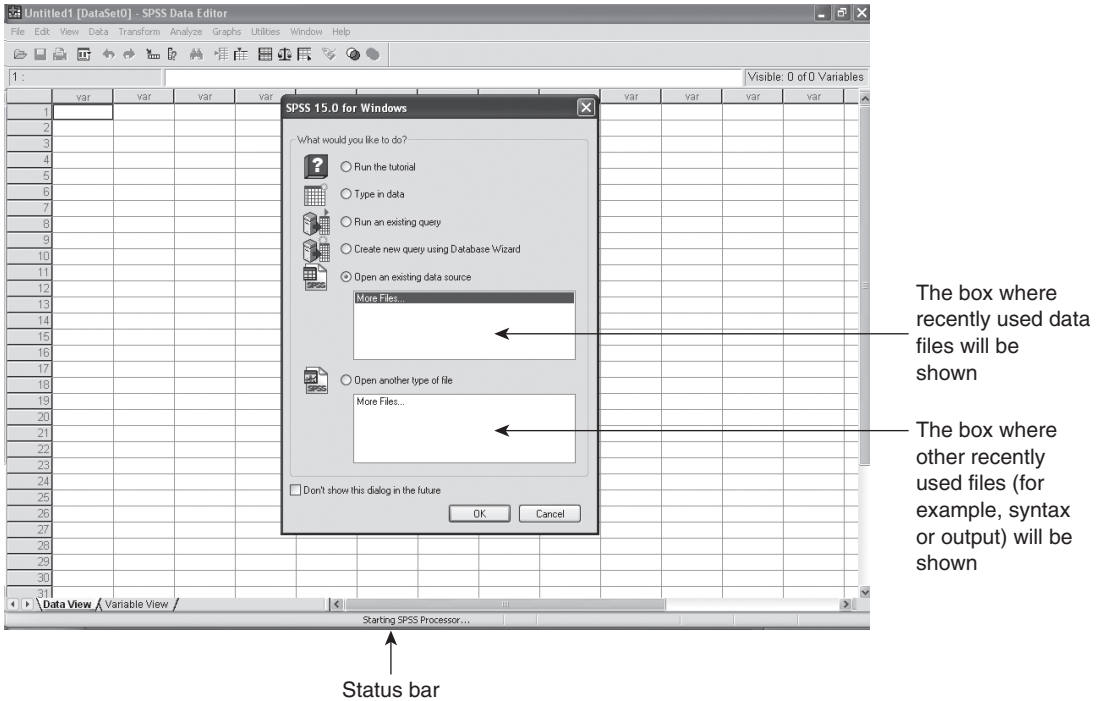 Untitled1 [DataSet0] - SPSS Data Editor
File Edit View Data Transform Analyze Graphs Utilities Window Help
1 :
Visible: 0 of 0 Variables
var var var var var var var var
1
2
3
4
5
6
7
8
9
10
11
12
13
14
15
16
17
18
19
20
21
22
23
24
25
26
27
28
29
30
31
SPSS 15.0 for Windows
What would you like to do?
Run the tutorial
Type in data
Run an existing query
Create new query using Database Wizard
Open an existing data source
SPSS
More Files...
Open another type of file
SPSS
More Files...
Don't show this dialog in the future
OK Cancel
Data View Variable View
Starting SPSS Processor...
The box where
recently used data
files will be
shown
The box where
other recently
used files (for
example, syntax
or output) will be
shown
Status bar